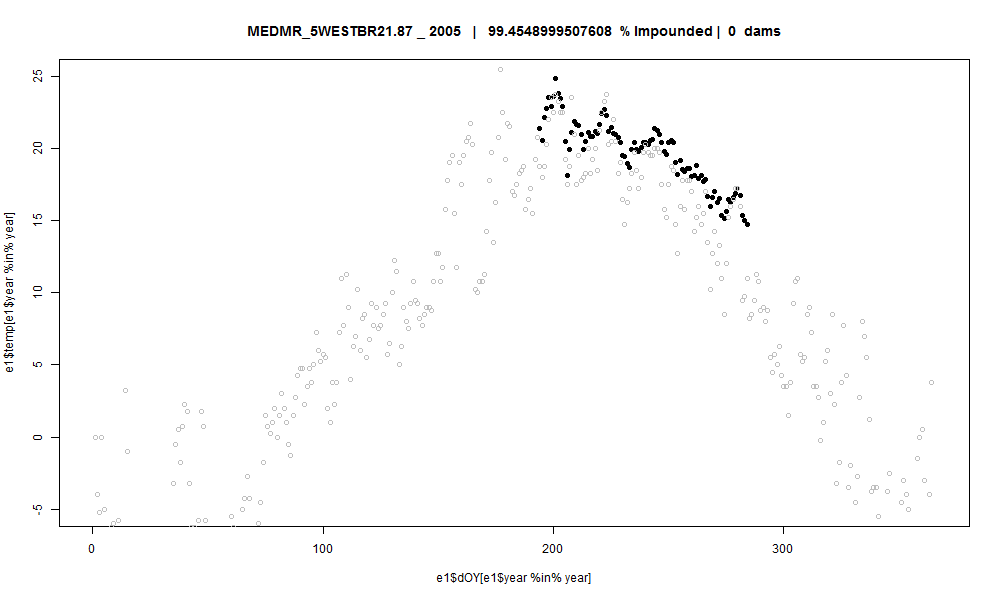 MEDMR_5WESTBR21.87 _ 2005 | 99.4548999507608 % Impounded | 0 dams
25
20
15
10
5
0
-5
e1$temp[e1$year %in% year]
0 100 200 300
e1$dOY[e1$year %in% year]